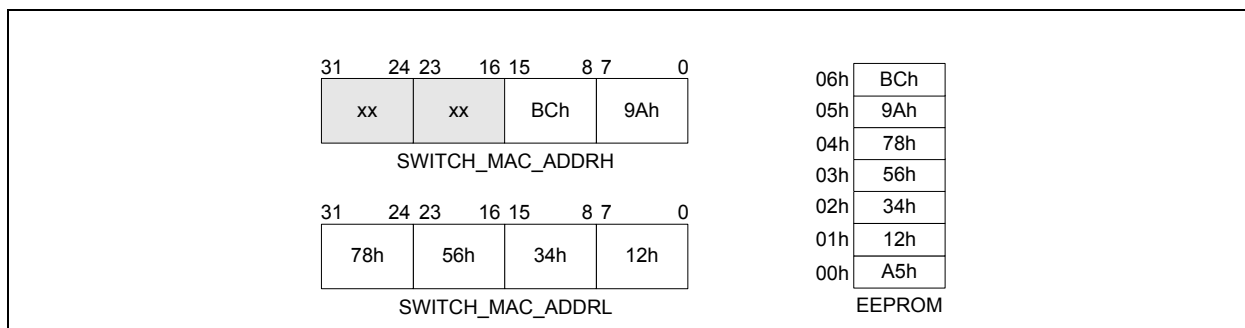 31 24 23 16 15 8 7 0
xx xx BCh 9Ah
SWITCH_MAC_ADDRH
31 24 23 16 15 8 7 0
78h 56h 34h 12h
SWITCH_MAC_ADDRL
06h BCh
05h 9Ah
04h 78h
03h 56h
02h 34h
01h 12h
00h A5h
EEPROM